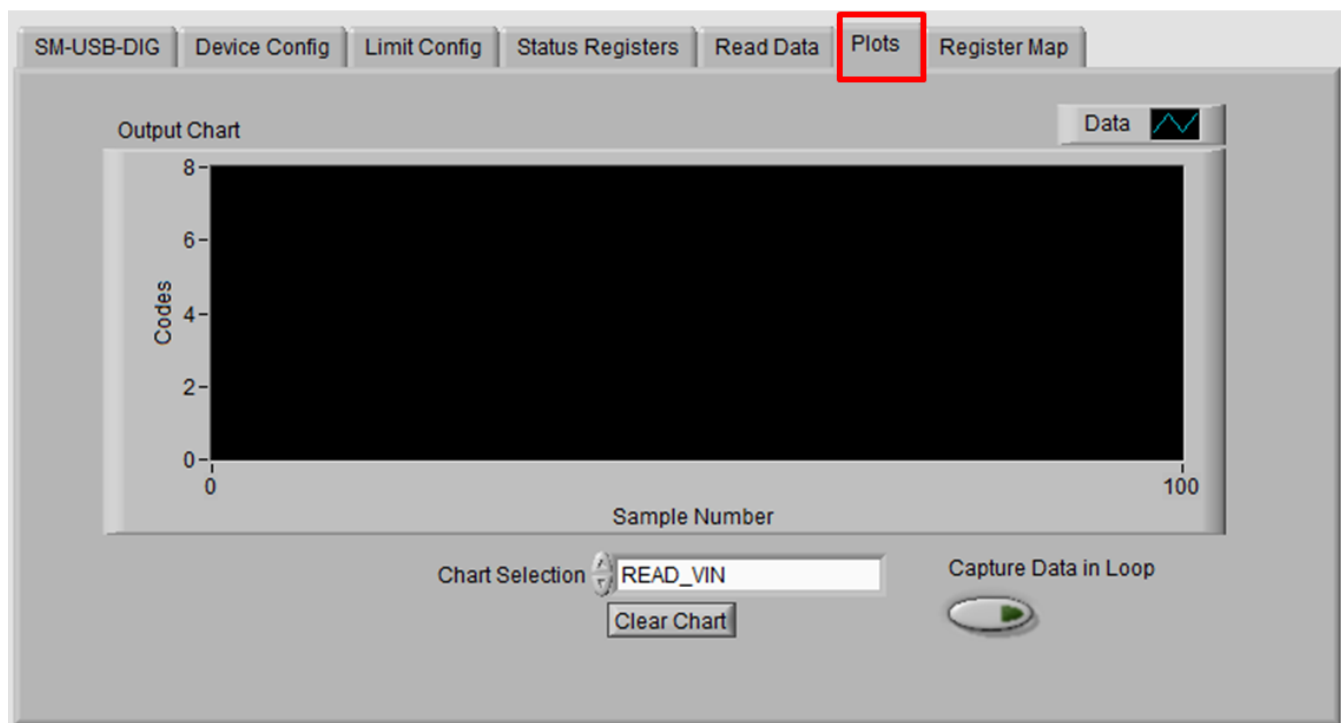 SM-USB-DIG Device Config Limit Config Status Registers Read Data Plots Register Map
Output Chart
Data
8
6
4
2
0
Codes
0 100
Sample Number
Chart Selection READ_VIN
Clear Chart
Capture Data in Loop